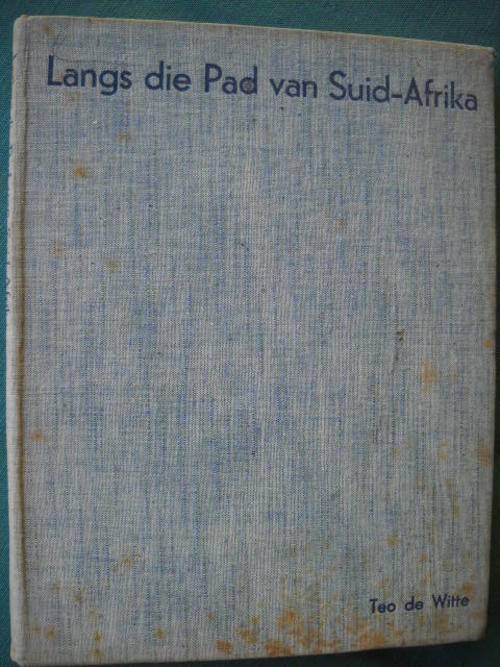 Langs die Pad van Suid-Afrika
Teo de Witte